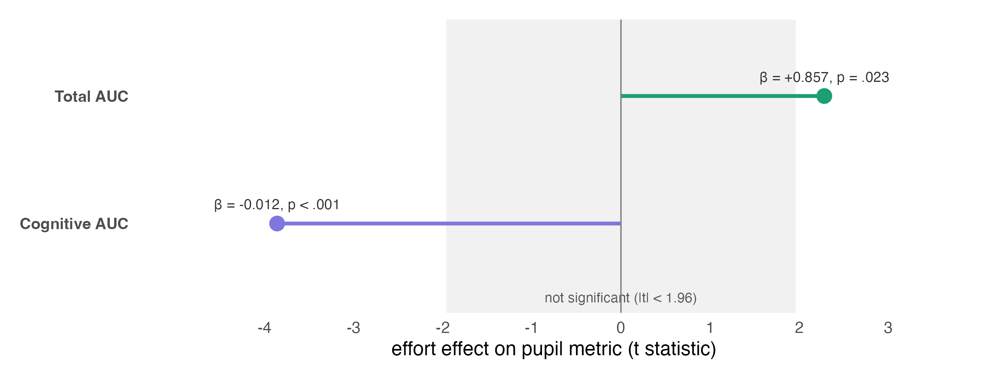 β = +0.857, p = .023
Total AUC
β = -0.012, p < .001
Cognitive AUC
not significant (|t| < 1.96)
-4 -3 -2 -1 0 1 2 3
effort effect on pupil metric (t statistic)